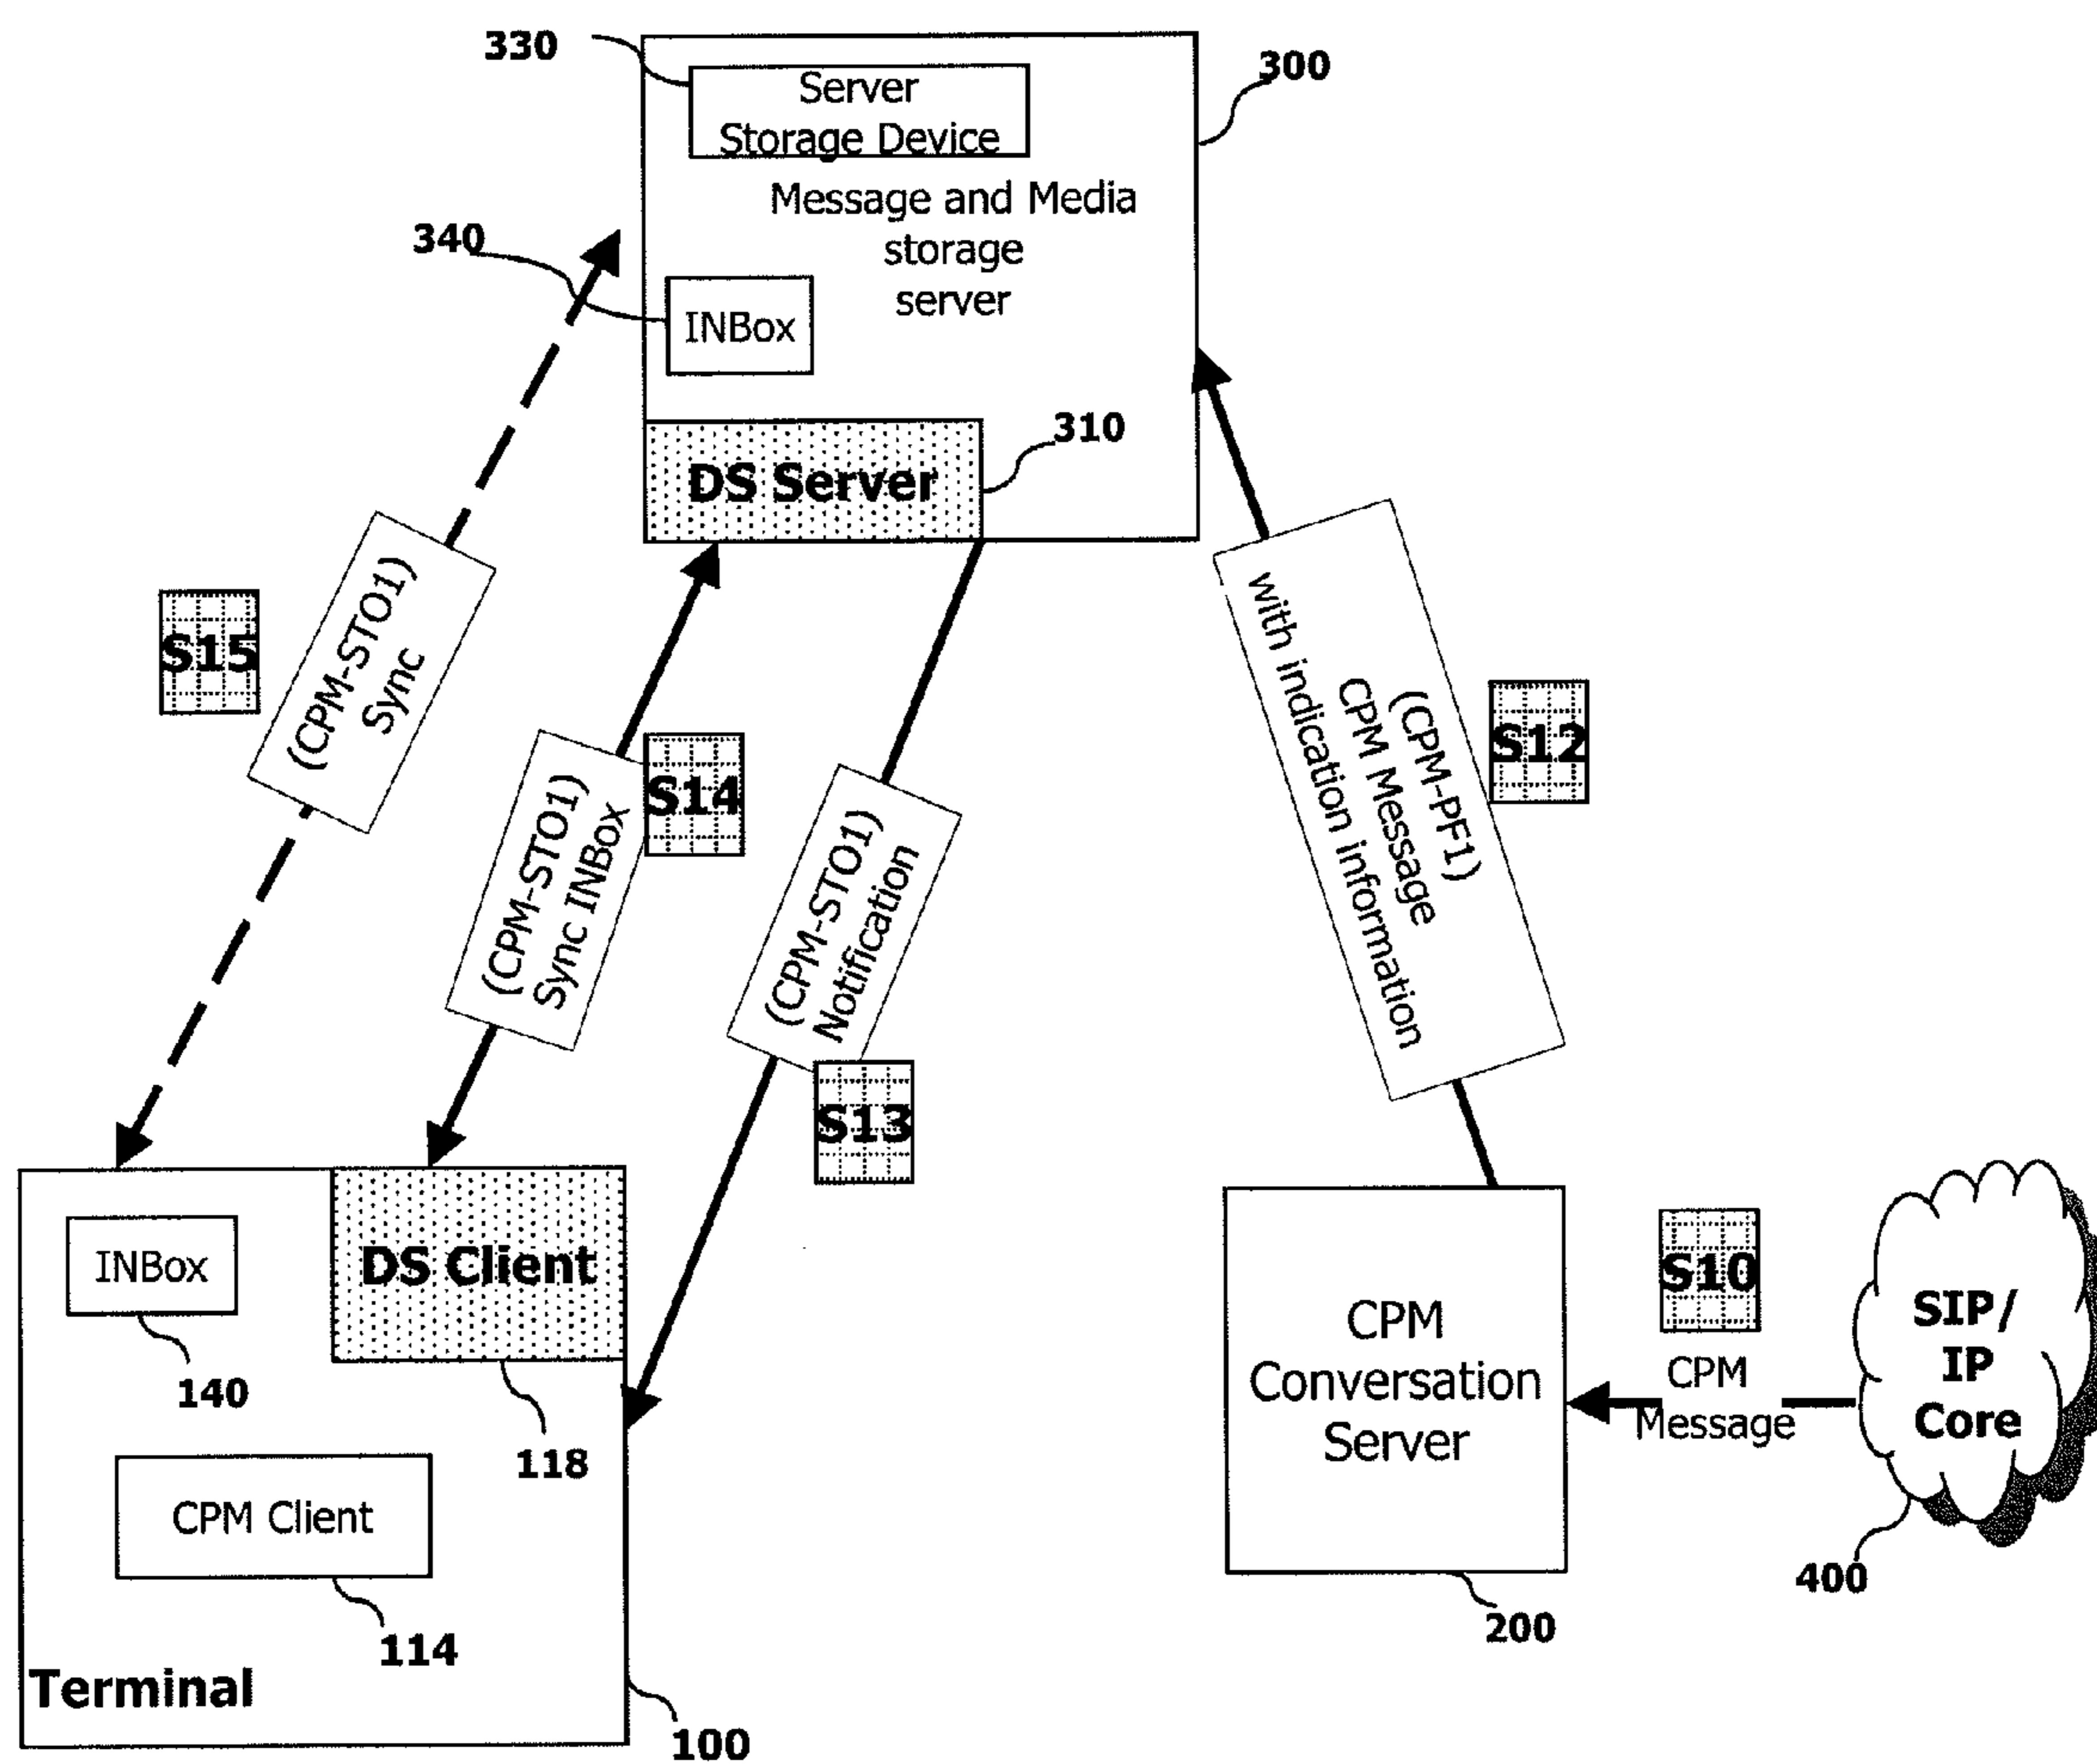 330
Server
Storage Device
300
Message and Media
storage
server
340
INBox
310
DS Server
S15
(CPM-STO1)
Sync
S14
(CPM-STO1)
Sync INBox
(CPM-STO1)
Notification
S13
S12
(CPM-PF1)
CPM Message
with indication information
INBox
140
DS Client
118
CPM Client
114
Terminal
100
CPM
Conversation
Server
200
S10
CPM
Message
SIP/
IP
Core
400